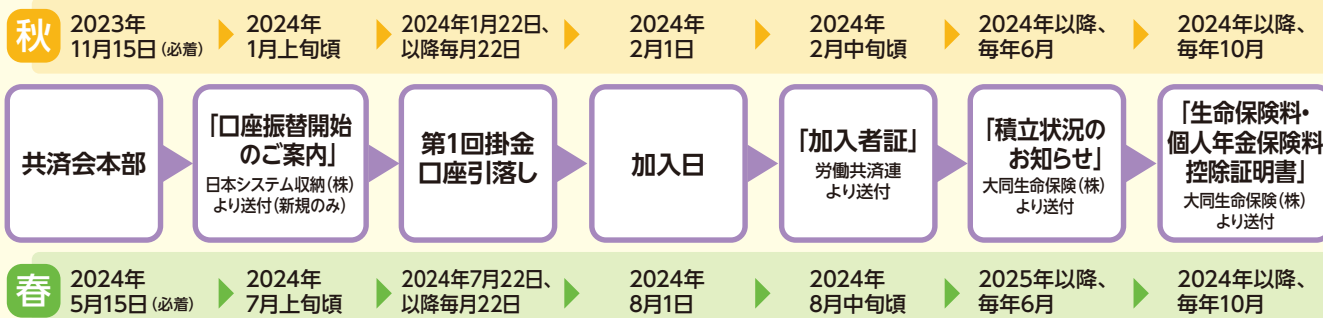 秋
2023年
11月15日(必着)
2024年
1月上旬頃
2024年1月22日、
以降毎月22日
2024年
2月1日
2024年
2月中旬頃
2024年以降、
毎年6月
2024年以降、
毎年10月
共済会本部
「口座振替開始
のご案内」
日本システム収納(株)
より送付(新規のみ)
第1回掛金
口座引落し
加入日
「加入者証」
労働共済連
より送付
「積立状況の
お知らせ」
大同生命保険(株)
より送付
「生命保険料・
個人年金保険料
控除証明書」
大同生命保険(株)
より送付
春
2024年
5月15日(必着)
2024年
7月上旬頃
2024年7月22日、
以降毎月22日
2024年
8月1日
2024年
8月中旬頃
2025年以降、
毎年6月
2024年以降、
毎年10月